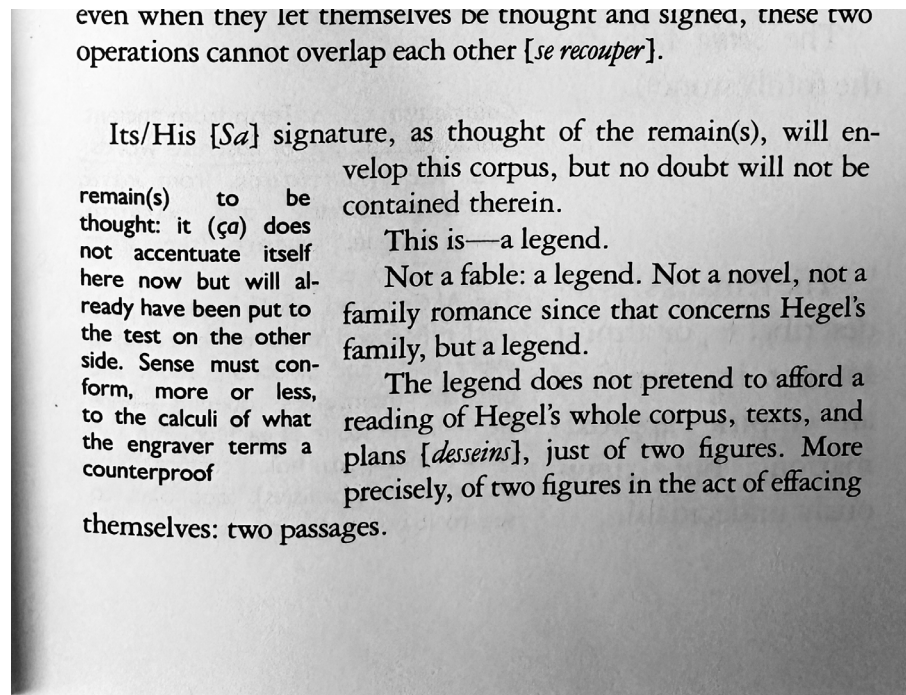 even when they let themselves be thought and signed, these two
operations cannot overlap each other [se recouper].
Its/His [Sa] signature, as thought of the remain(s), will en-
velop this corpus, but no doubt will not be
contained therein.
This is—a legend.
Not a fable: a legend. Not a novel, not a
family romance since that concerns Hegel's
family, but a legend.
The legend does not pretend to afford a
reading of Hegel's whole corpus, texts, and
plans [desseins], just of two figures. More
precisely, of two figures in the act of effacing
themselves: two passages.
remain(s) to be
thought: it (ça) does
not accentuate itself
here now but will al-
ready have been put to
the test on the other
side. Sense must con-
form, more or less,
to the calculi of what
the engraver terms a
counterproof